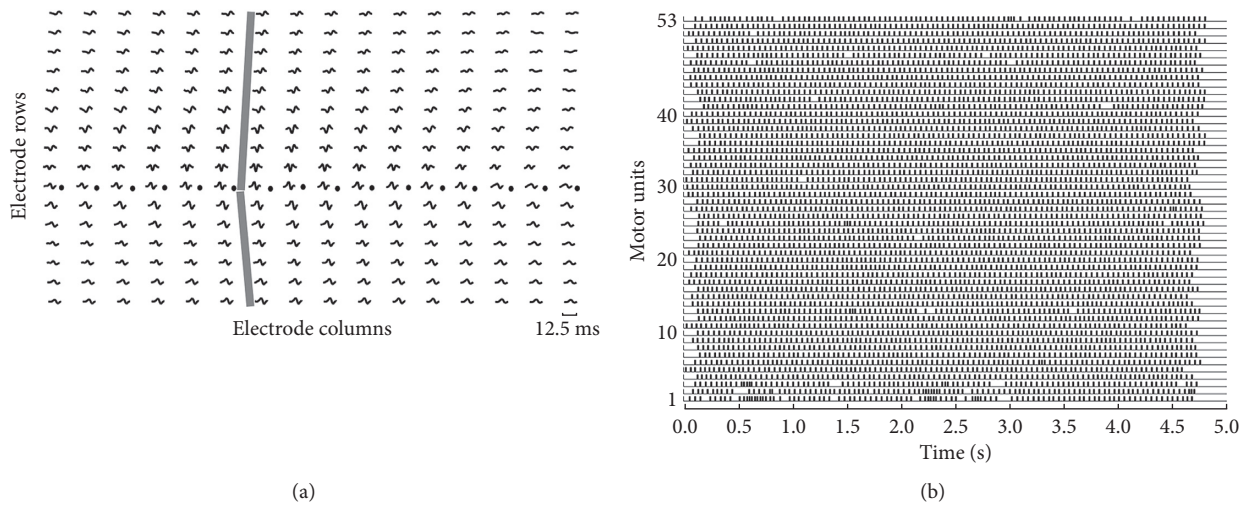 Electrode rows
Electrode columns
12.5 ms
(a)
53
40
30
20
10
1
Motor units
0.0 0.5 1.0 1.5 2.0 2.5 3.0 3.5 4.0 4.5 5.0
Time (s)
(b)